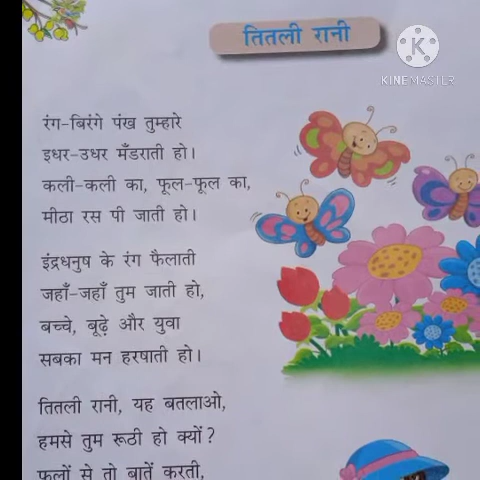 तितली रानी
KINEMASTER
रंग-बिरंगे पंख तुम्हारे
इधर-उधर मँडराती हो।
कली-कली का, फूल-फूल का,
मीठा रस पी जाती हो।
इंद्रधनुष के रंग फैलाती
जहाँ-जहाँ तुम जाती हो,
बच्चे, बूढ़े और युवा
सबका मन हरषाती हो।
तितली रानी, यह बतलाओ,
हमसे तुम रूठी हो क्यों?
फूलों से तो बातें करती,